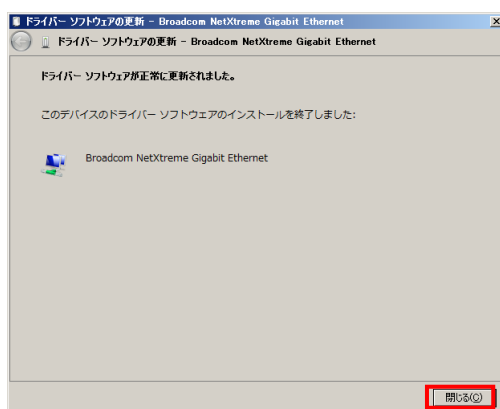 ドライバー ソフトウェアの更新 - Broadcom NetXtreme Gigabit Ethernet
ドライバー ソフトウェアの更新 - Broadcom NetXtreme Gigabit Ethernet
ドライバー ソフトウェアが正常に更新されました。
このデバイスのドライバー ソフトウェアのインストールを終了しました:
Broadcom NetXtreme Gigabit Ethernet
閉じる(C)